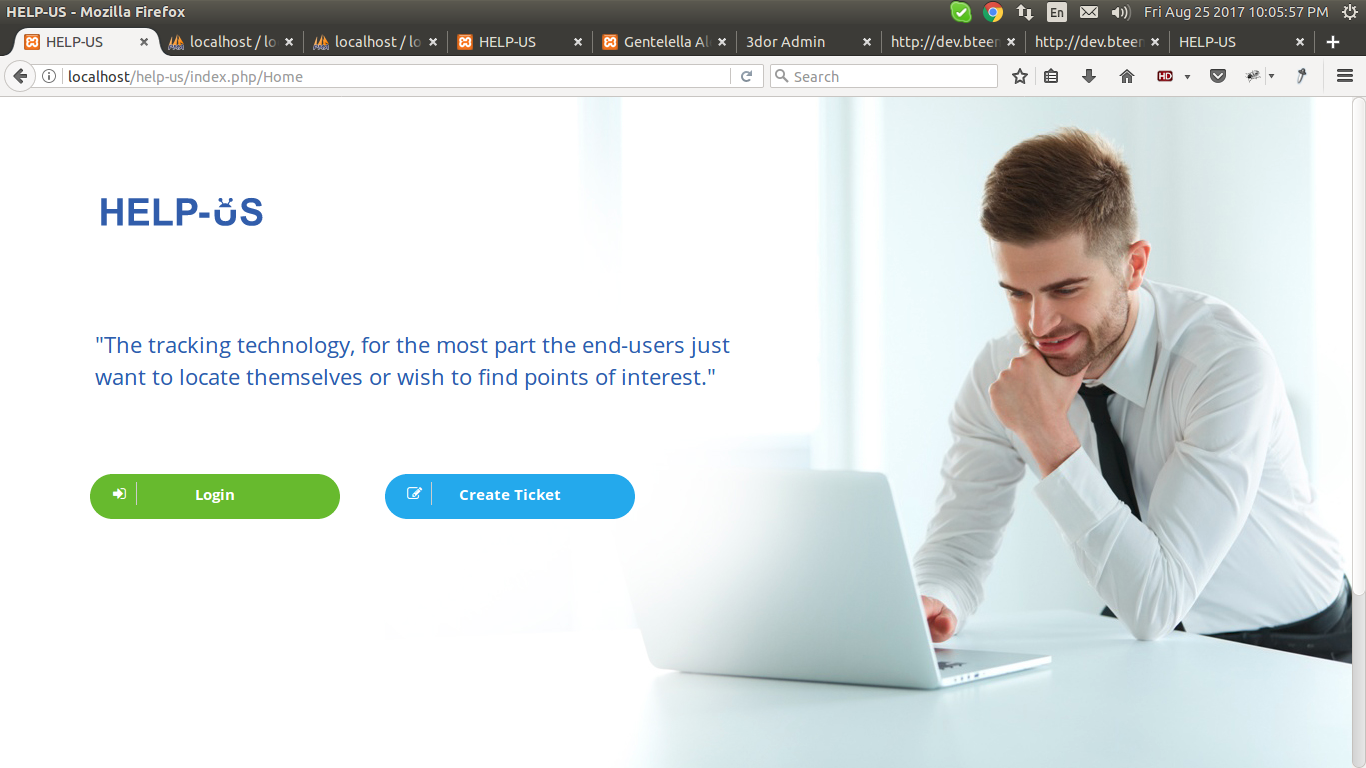 HELP-US - Mozilla Firefox
En
Fri Aug 25 2017 10:05:57 PM
HELP-US
localhost / lo
localhost / lo
HELP-US
Gentelella Al
3dor Admin
http://dev.bteen
http://dev.bteen
HELP-US
localhost/help-us/index.php/Home
Search
HD
HELP-US
"The tracking technology, for the most part the end-users just
want to locate themselves or wish to find points of interest."
Login
Create Ticket